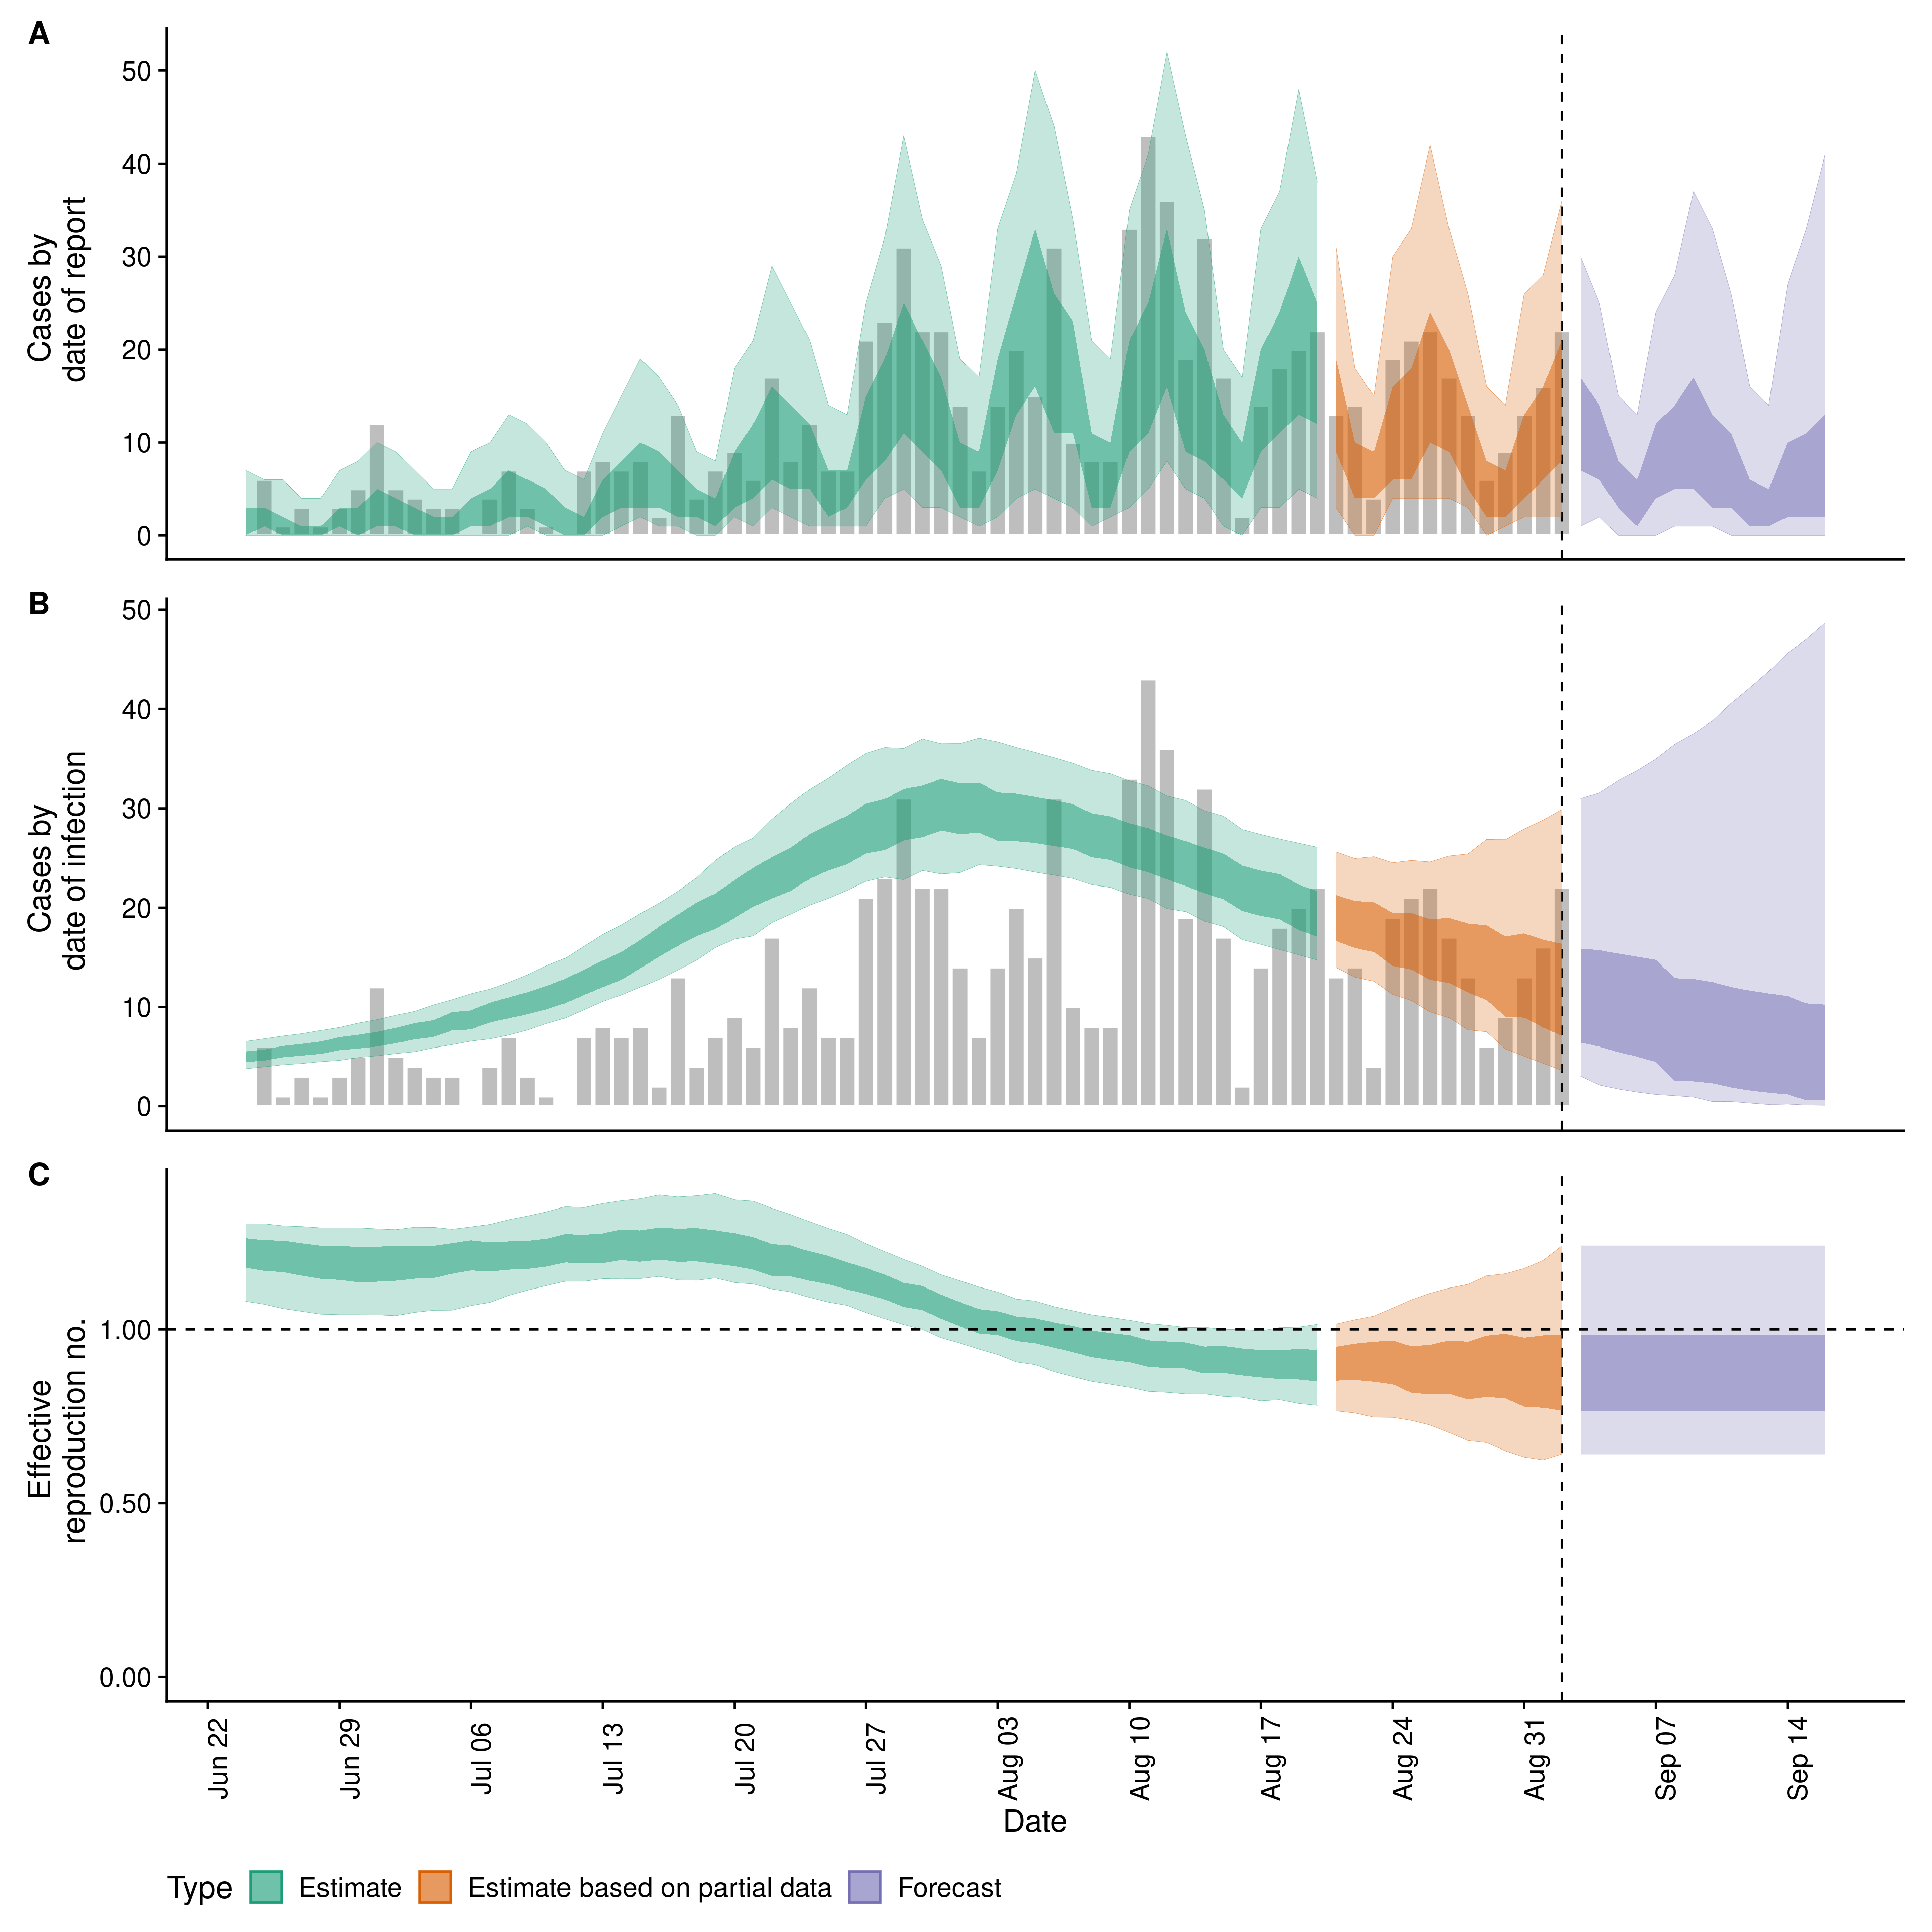 A
50
40
30
20
10
0
Cases by
date of report
B
50
40
30
20
10
0
Cases by
date of infection
C
1.00
0.50
0.00
Effective
reproduction no.
Jun 22
Jun 29
Jul 06
Jul 13
Jul 20
Jul 27
Aug 03
Aug 10
Aug 17
Aug 24
Aug 31
Sep 07
Sep 14
Date
Type Estimate Estimate based on partial data Forecast